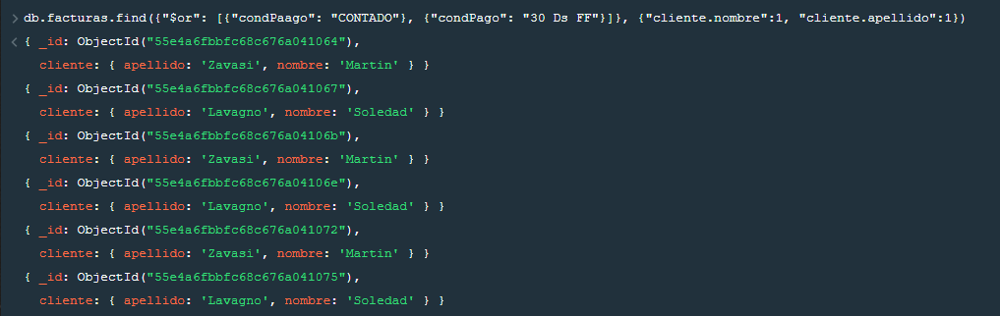 > db.facturas.find({"$or": [{"condPaago": "CONTADO"}, {"condPago": "30 Ds FF"}]}, {"cliente.nombre":1, "cliente.apellido":1})
< { _id: ObjectId("55e4a6fbbfc68c676a041064"),
cliente: { apellido: 'Zavasi', nombre: 'Martin' } }
{ _id: ObjectId("55e4a6fbbfc68c676a041067"),
cliente: { apellido: 'Lavagno', nombre: 'Soledad' } }
{ _id: ObjectId("55e4a6fbbfc68c676a04106b"),
cliente: { apellido: 'Zavasi', nombre: 'Martin' } }
{ _id: ObjectId("55e4a6fbbfc68c676a04106e"),
cliente: { apellido: 'Lavagno', nombre: 'Soledad' } }
{ _id: ObjectId("55e4a6fbbfc68c676a041072"),
cliente: { apellido: 'Zavasi', nombre: 'Martin' } }
{ _id: ObjectId("55e4a6fbbfc68c676a041075"),
cliente: { apellido: 'Lavagno', nombre: 'Soledad' } }